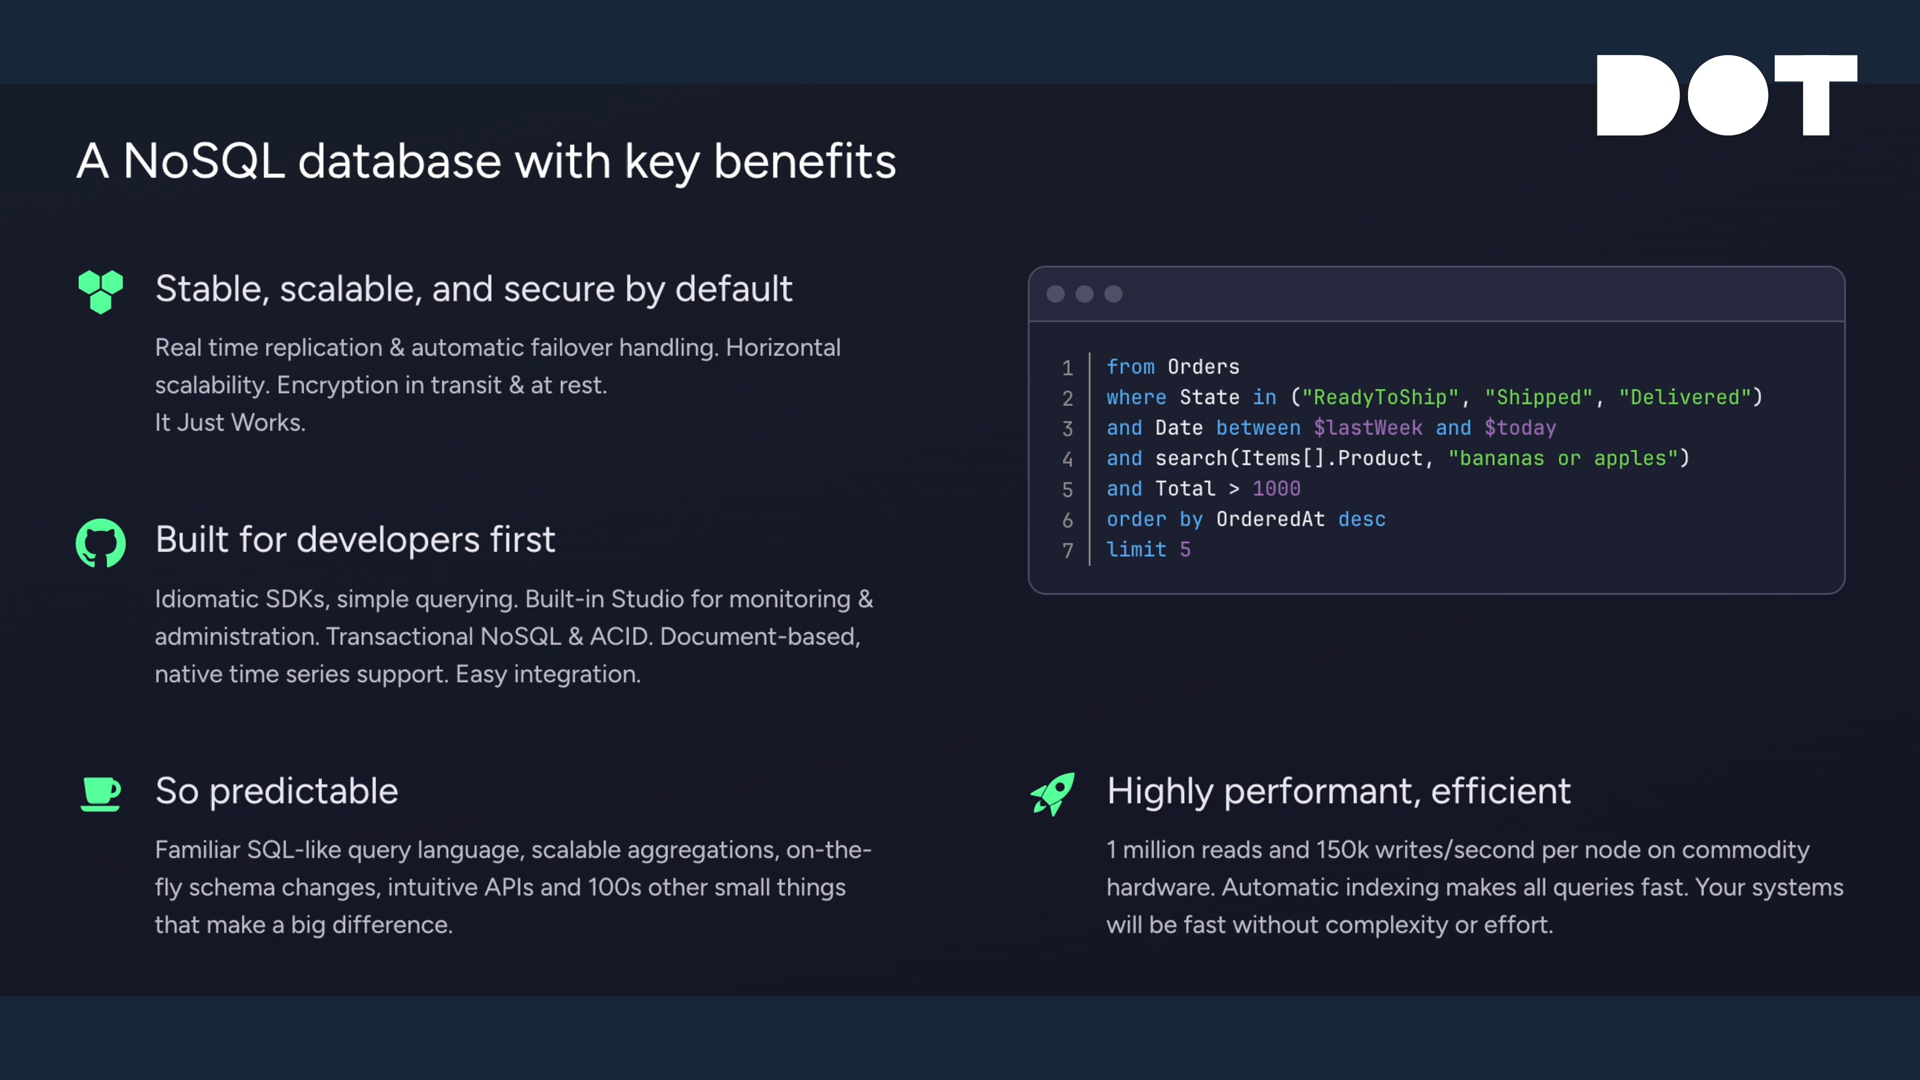 DOT
A NoSQL database with key benefits
Stable, scalable, and secure by default
Real time replication & automatic failover handling. Horizontal
scalability. Encryption in transit & at rest.
It Just Works.
Built for developers first
Idiomatic SDKs, simple querying. Built-in Studio for monitoring &
administration. Transactional NoSQL & ACID. Document-based,
native time series support. Easy integration.
So predictable
Familiar SQL-like query language, scalable aggregations, on-the-
fly schema changes, intuitive APIs and 100s other small things
that make a big difference.
1 from Orders
2 where State in ("ReadyToShip", "Shipped", "Delivered")
3 and Date between $lastWeek and $today
4 and search(Items[].Product, "bananas or apples")
5 and Total > 1000
6 order by OrderedAt desc
7 limit 5
Highly performant, efficient
1 million reads and 150k writes/second per node on commodity
hardware. Automatic indexing makes all queries fast. Your systems
will be fast without complexity or effort.